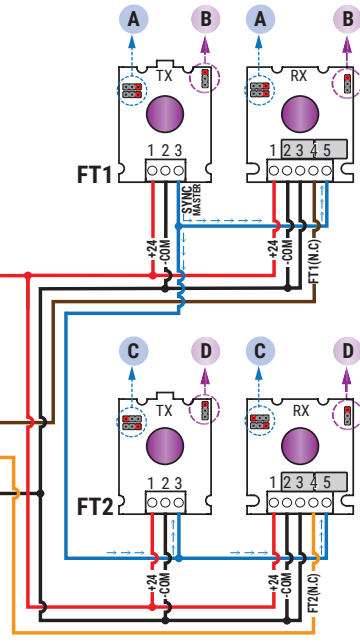 A B A B
TX RX
1 2 3 1 2 3 4 5
FT1
SYNC
MASTER
+24 -COM +24 -COM FT1(N.C)
C D C D
TX RX
1 2 3 1 2 3 4 5
FT2
+24 -COM +24 -COM FT2(N.C)